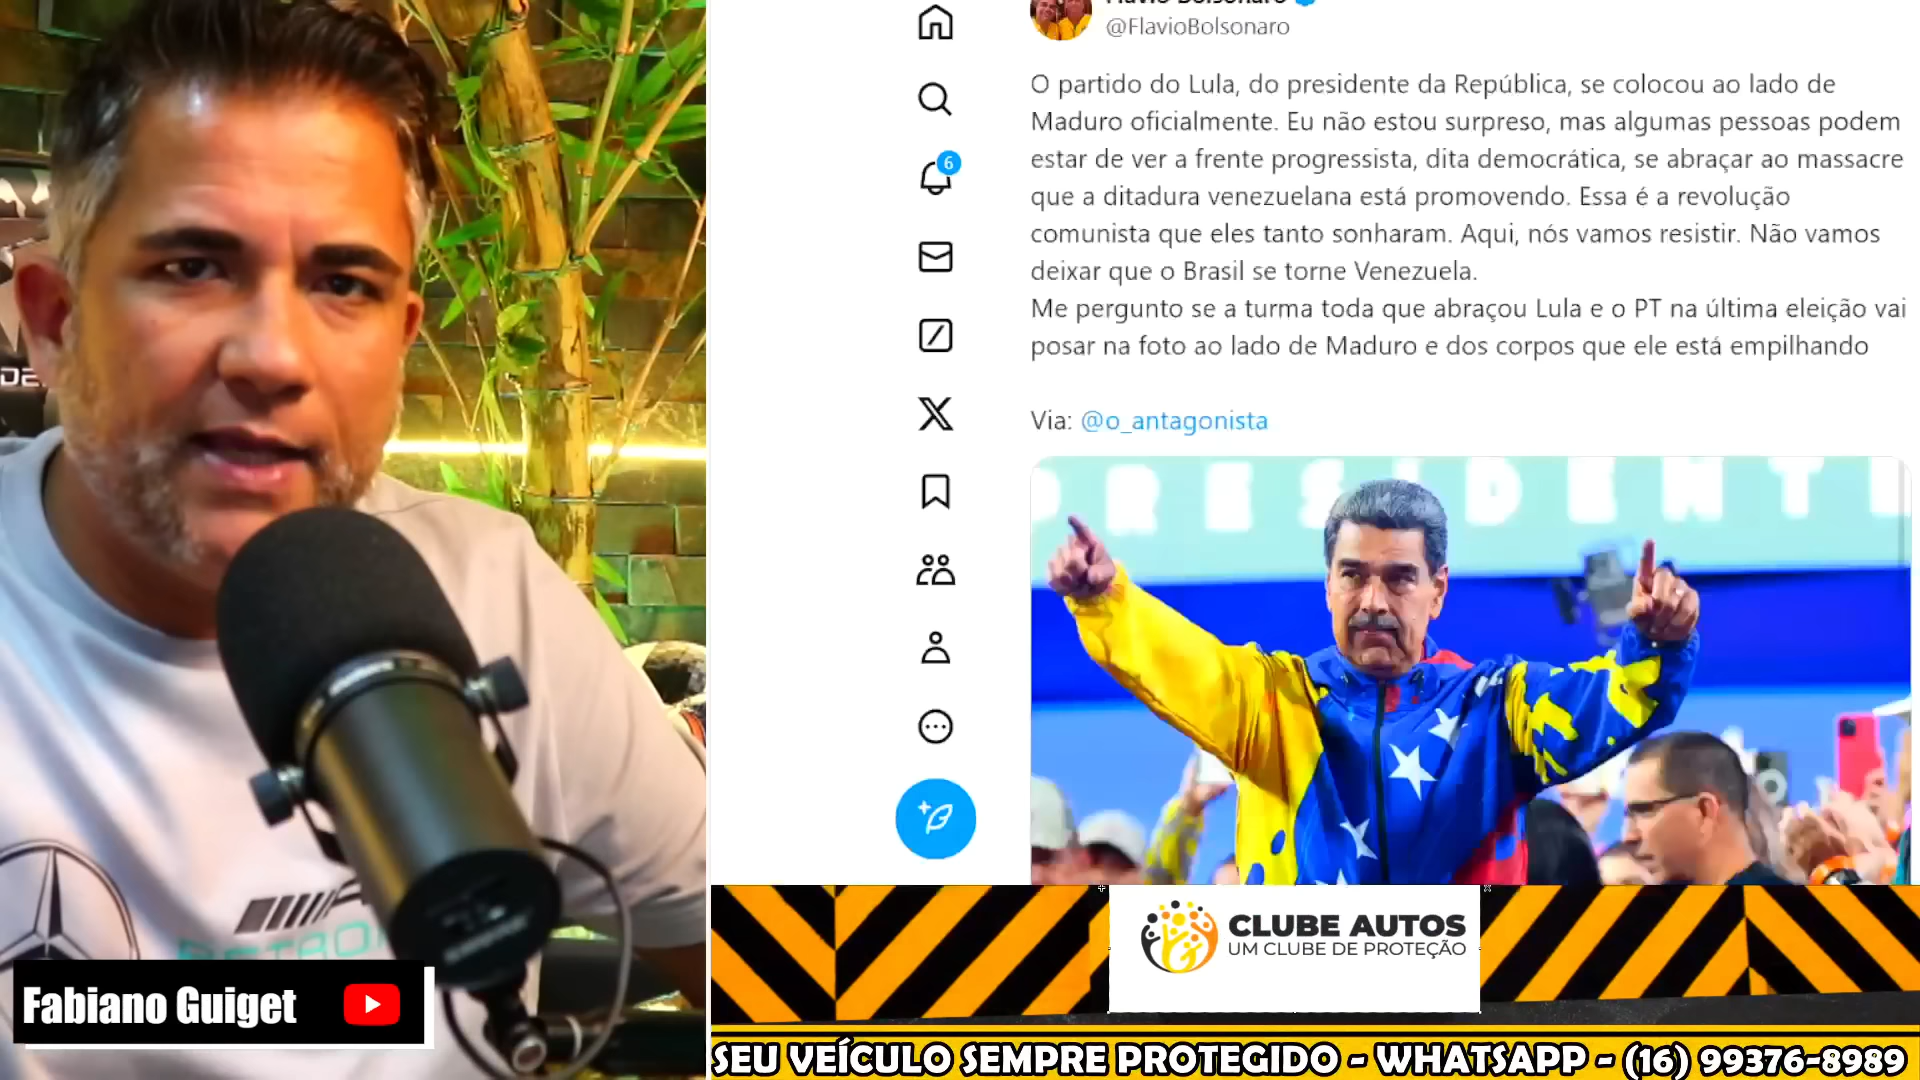 Flavio Bolsonaro
@FlavioBolsonaro
O partido do Lula, do presidente da República, se colocou ao lado de
Maduro oficialmente. Eu não estou surpreso, mas algumas pessoas podem
estar de ver a frente progressista, dita democrática, se abraçar ao massacre
que a ditadura venezuelana está promovendo. Essa é a revolução
comunista que eles tanto sonharam. Aqui, nós vamos resistir. Não vamos
deixar que o Brasil se torne Venezuela.
Me pergunto se a turma toda que abraçou Lula e o PT na última eleição vai
posar na foto ao lado de Maduro e dos corpos que ele está empilhando
Via: @o_antagonista
6
PRESIDENTE
Fabiano Guiget
CLUBE AUTOS
UM CLUBE DE PROTEÇÃO
SEU VEÍCULO SEMPRE PROTEGIDO - WHATSAPP - (16) 99376-8989